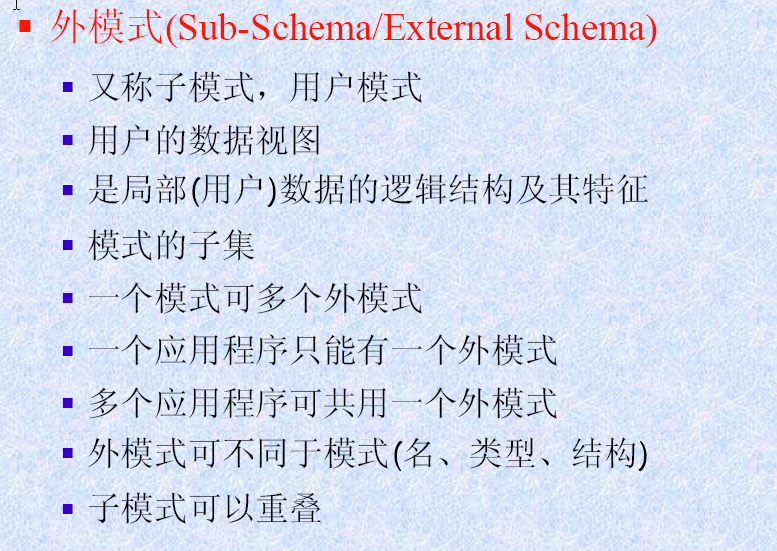 外模式(Sub-Schema/External Schema)
又称子模式，用户模式
用户的数据视图
是局部(用户)数据的逻辑结构及其特征
模式的子集
一个模式可多个外模式
一个应用程序只能有一个外模式
多个应用程序可共用一个外模式
外模式可不同于模式(名、类型、结构)
子模式可以重叠